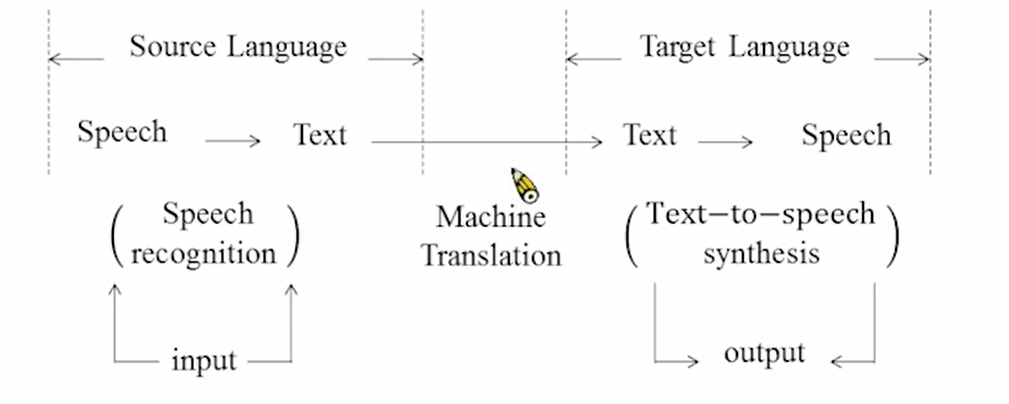 Source Language Target Language
Speech Text Text Speech
Speech Machine Text-to-speech
recognition Translation synthesis
input output